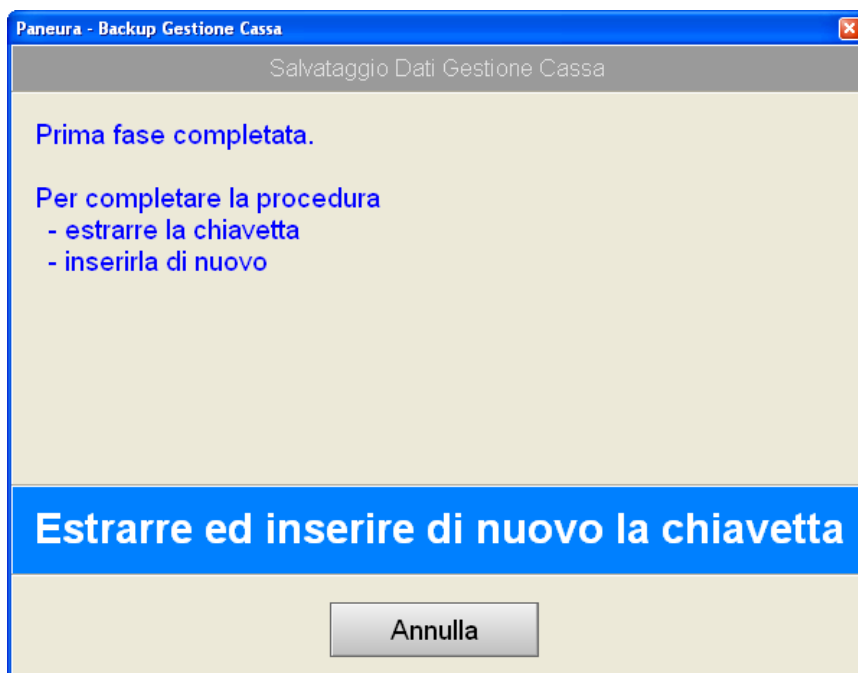 Paneura - Backup Gestione Cassa
Salvataggio Dati Gestione Cassa
Prima fase completata.
Per completare la procedura
- estrarre la chiavetta
- inserirla di nuovo
Estrarre ed inserire di nuovo la chiavetta
Annulla